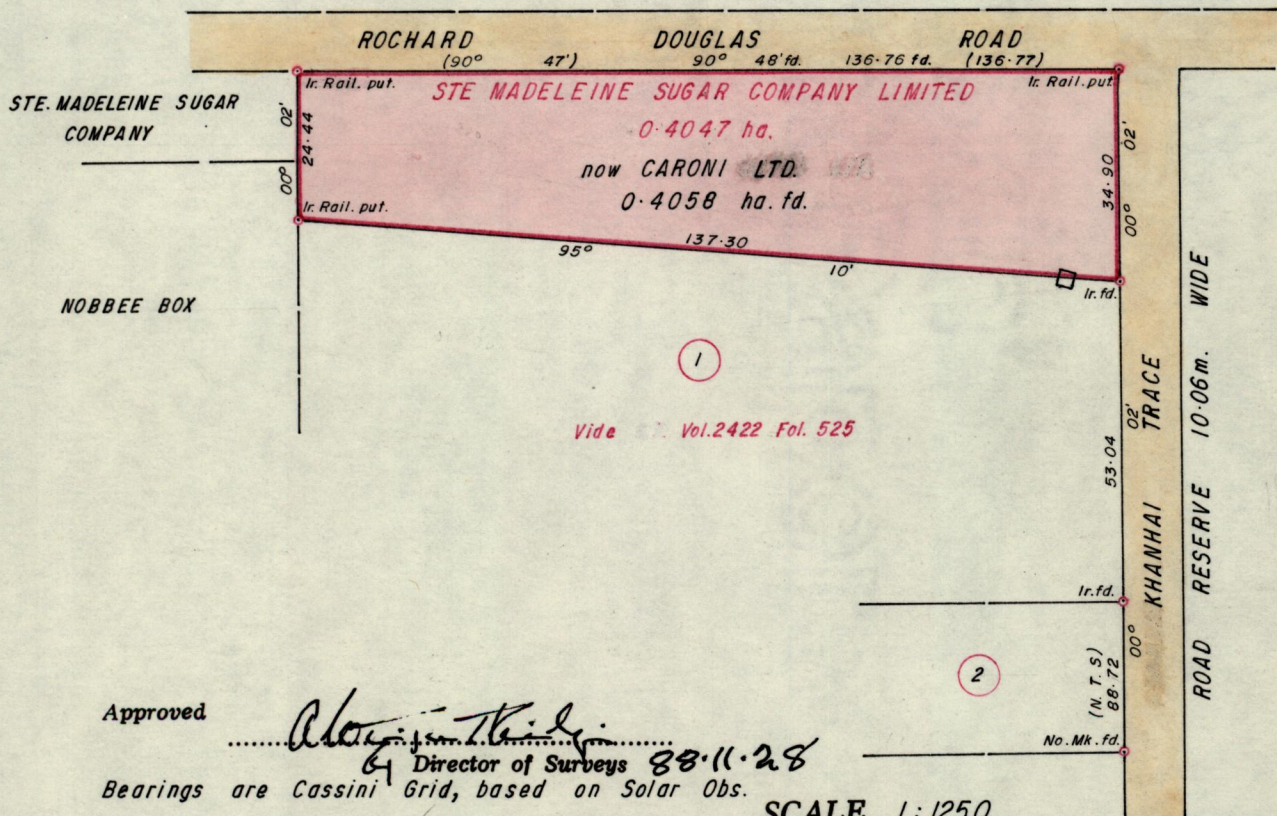 ROCHARD DOUGLAS ROAD
(90° 47') 90° 48' fd. 136·76 fd. (136·77)
Ir. Rail. put. Ir. Rail. put
STE. MADELEINE SUGAR
COMPANY
00° 02'
24·44
STE MADELEINE SUGAR COMPANY LIMITED
0·4047 ha.
now CARONI LTD.
0·4058 ha. fd.
34·90
00° 02'
Ir. Rail. put.
95° 137·30 10'
Ir. fd.
NOBBEE BOX
1
Vide Vol.2422 Fol. 525
53·04
00° 02'
KHANHAI TRACE
ROAD RESERVE 10·06m. WIDE
Ir. fd.
2
(N.T.S)
88·72
No. Mk. fd.
Approved
Director of Surveys 88·11·28
Bearings are Cassini Grid, based on Solar Obs.
SCALE 1:1250